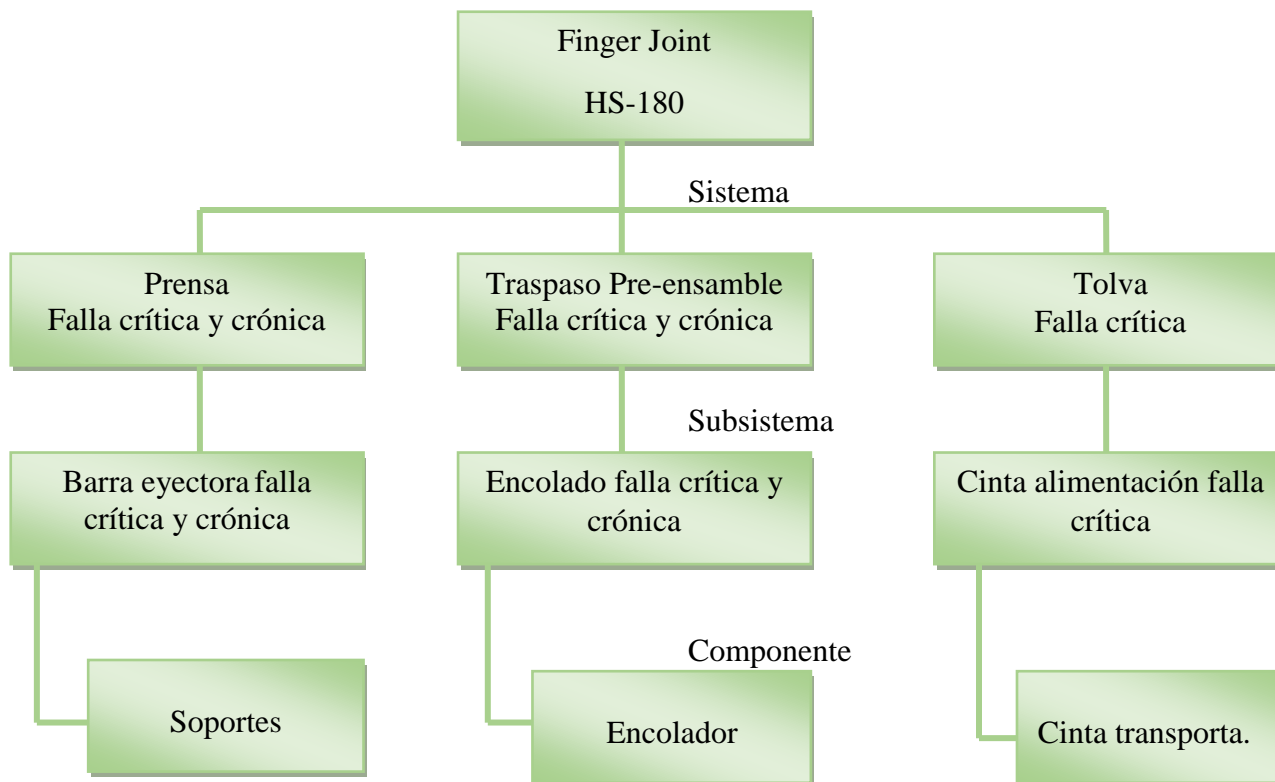 Finger Joint
HS-180
Sistema
Prensa
Falla crítica y crónica
Traspaso Pre-ensamble
Falla crítica y crónica
Tolva
Falla crítica
Subsistema
Barra eyectora falla
crítica y crónica
Encolado falla crítica y
crónica
Cinta alimentación falla
crítica
Componente
Soportes
Encolador
Cinta transporta.